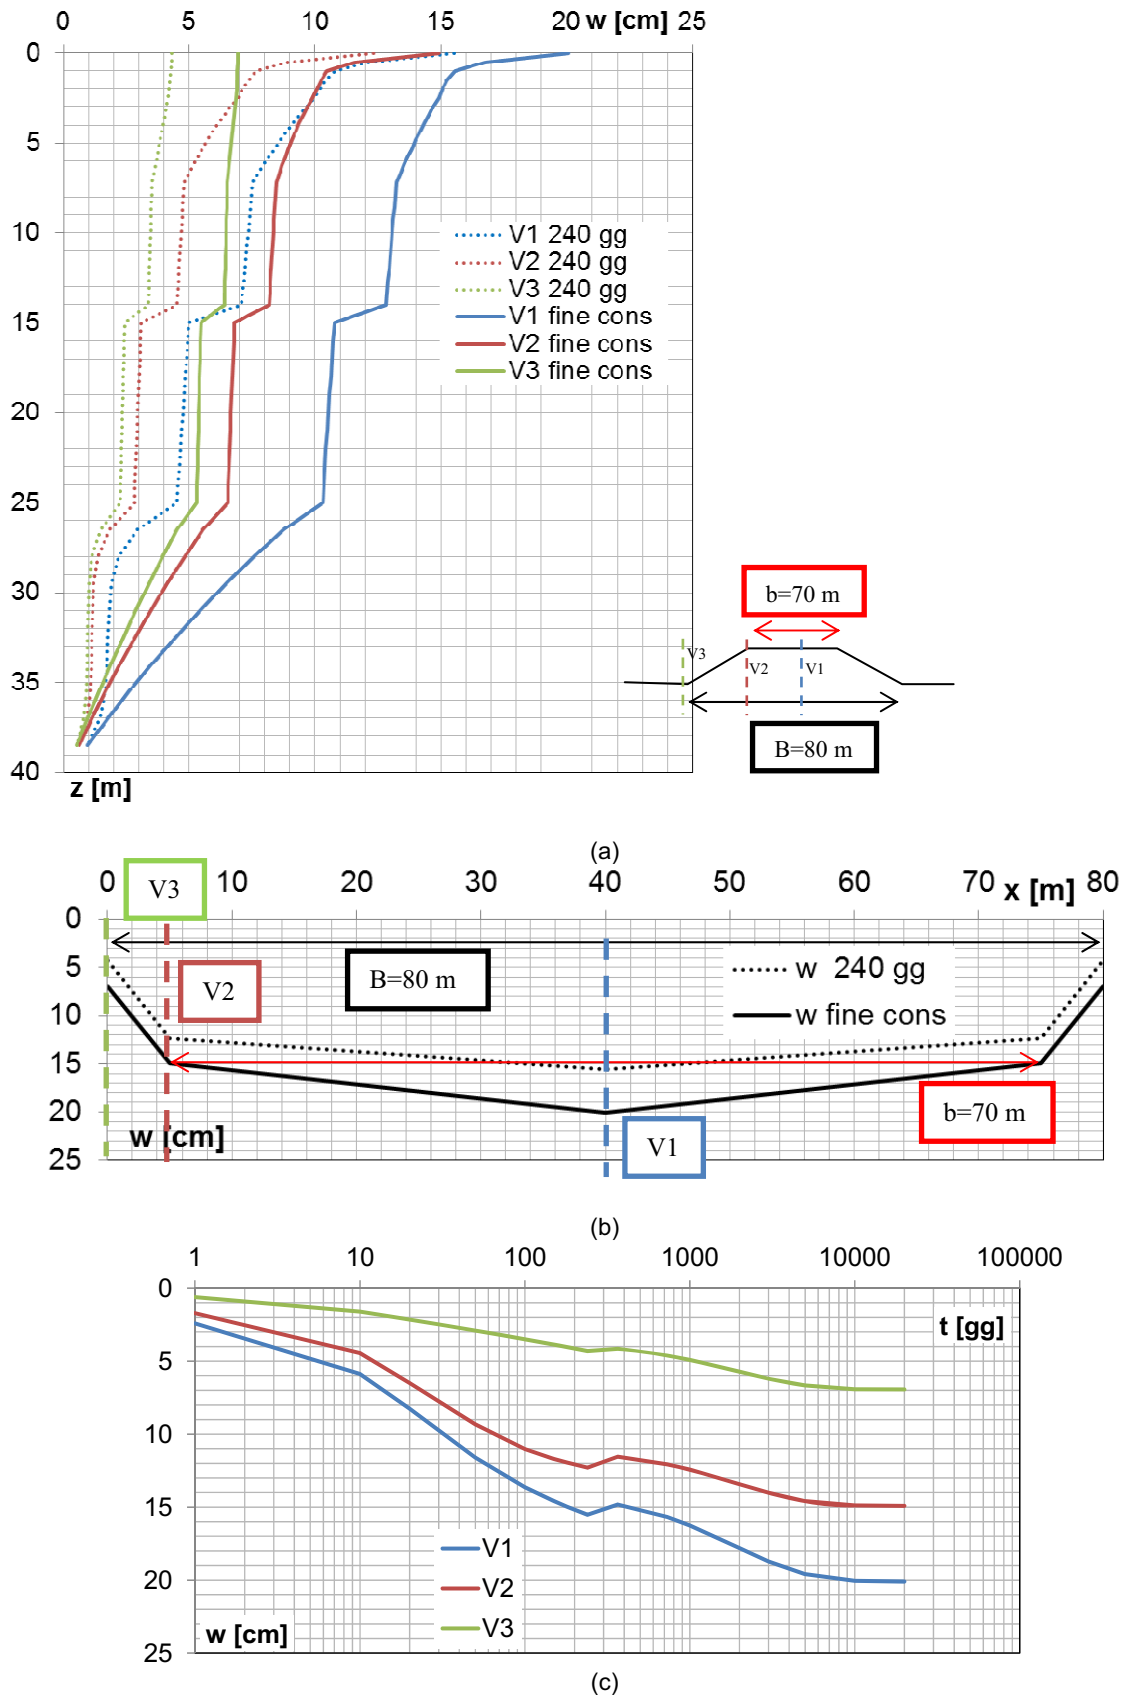 0 5 10 15 20 w [cm] 25
0
5
10
15
20
25
30
35
40
z [m]
V1 240 gg
V2 240 gg
V3 240 gg
V1 fine cons
V2 fine cons
V3 fine cons
b=70 m
V3
V2
V1
B=80 m
(a)
0 10 20 30 40 50 60 70 x [m] 80
V3
0
5
10
15
20
25
V2
B=80 m
w 240 gg
w fine cons
w [cm]
V1
b=70 m
(b)
1 10 100 1000 10000 100000
0
5
10
15
20
25
t [gg]
V1
V2
V3
w [cm]
(c)